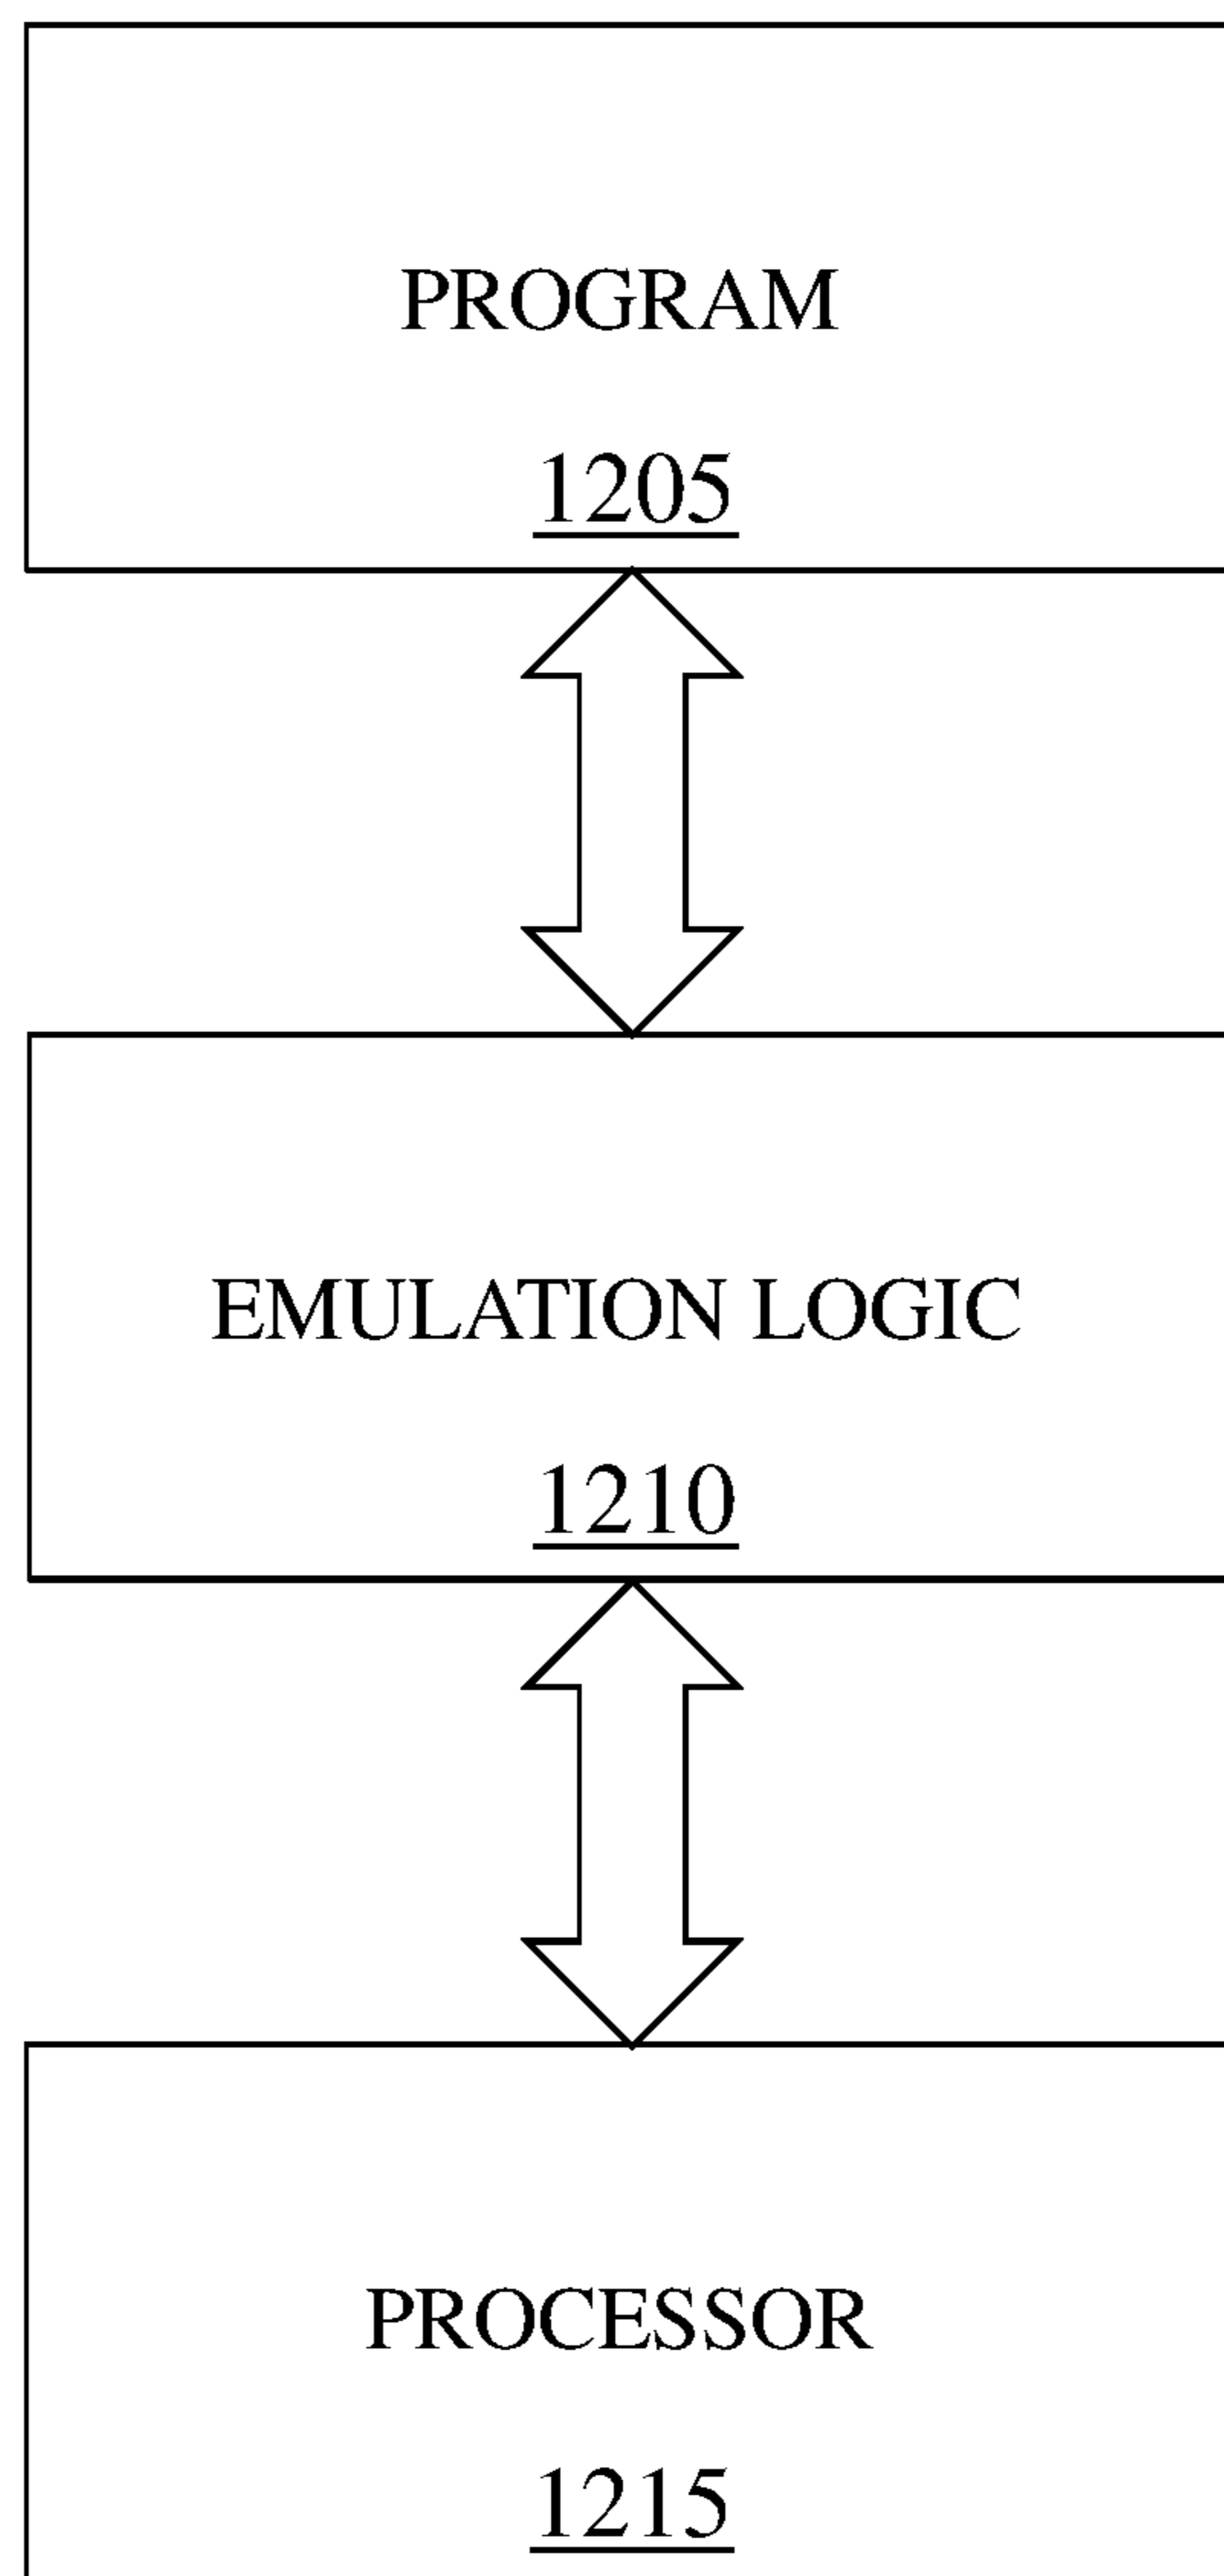 PROGRAM
1205
EMULATION LOGIC
1210
PROCESSOR
1215